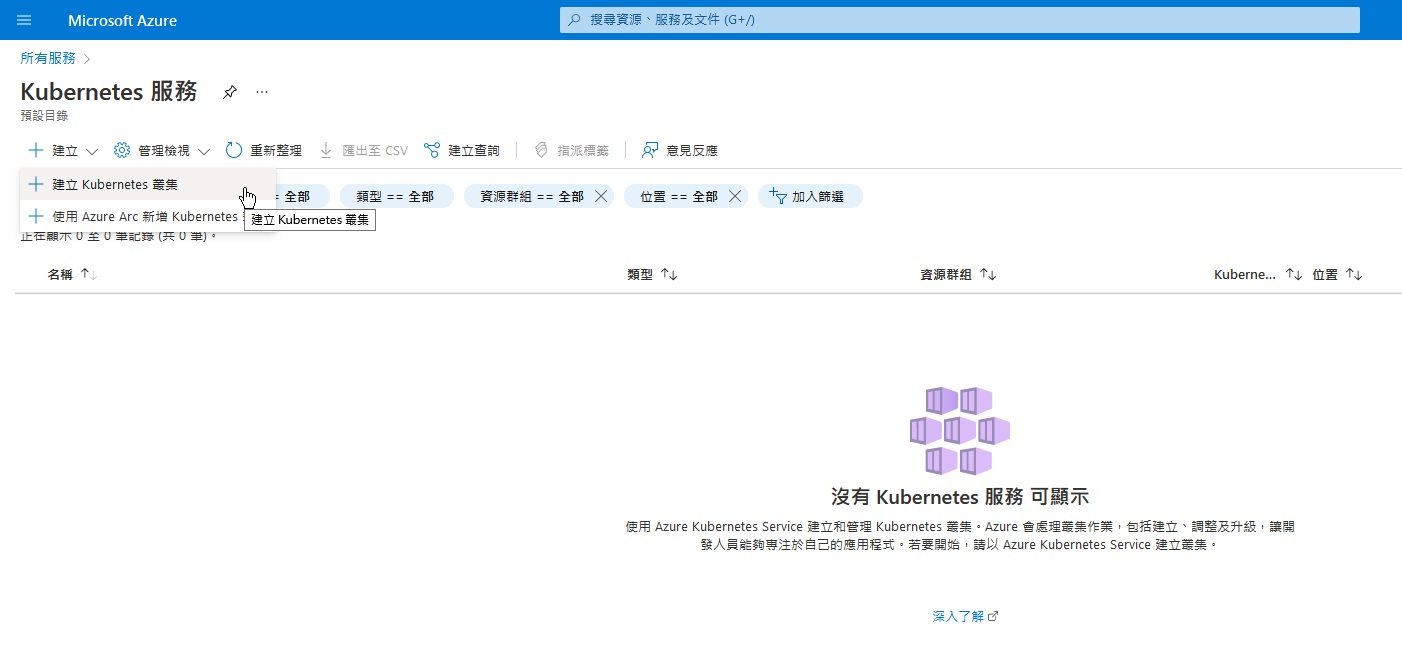 Microsoft Azure
搜尋資源、服務及文件 (G+/)
所有服務
Kubernetes 服務
預設目錄
建立 管理檢視 重新整理 匯出至 CSV 建立查詢 指派標籤 意見反應
建立 Kubernetes 叢集
== 全部 類型 == 全部 資源群組 == 全部 位置 == 全部 加入篩選
使用 Azure Arc 新增 Kubernetes
建立 Kubernetes 叢集
正在顯示 0 至 0 筆記錄 (共 0 筆)。
名稱 類型 資源群組 Kuberne... 位置
沒有 Kubernetes 服務 可顯示
使用 Azure Kubernetes Service 建立和管理 Kubernetes 叢集。Azure 會處理叢集作業，包括建立、調整及升級，讓開
發人員能夠專注於自己的應用程式。若要開始，請以 Azure Kubernetes Service 建立叢集。
深入了解